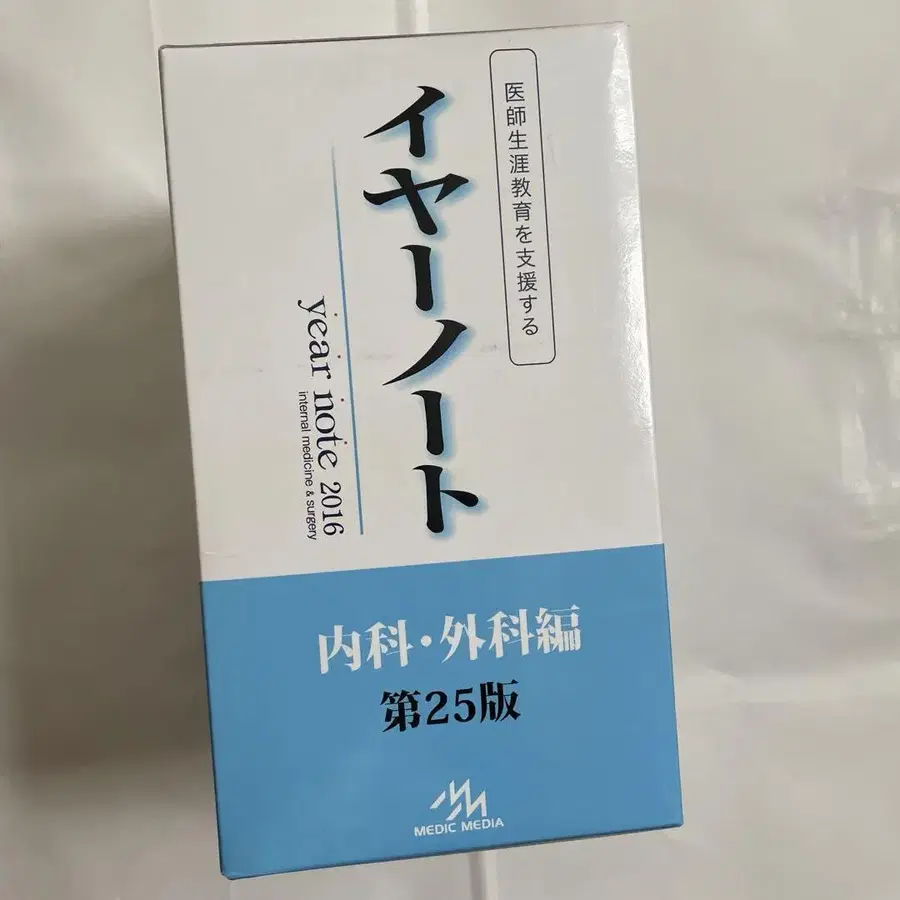 医師生涯教育を支援する
イヤーノート
year note 2016
internal medicine & surgery
内科・外科編
第25版
MEDIC MEDIA